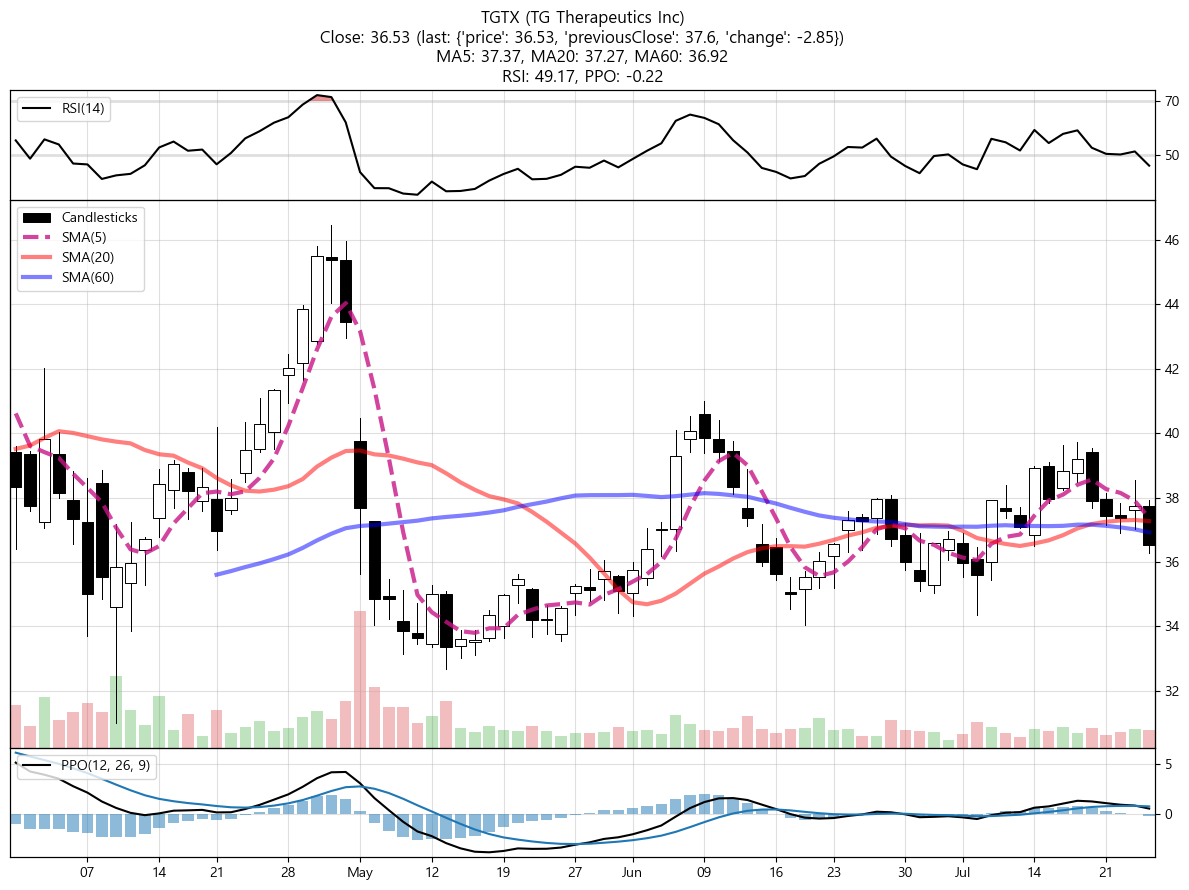 TGTX (TG Therapeutics Inc)
Close: 36.53 (last: {'price': 36.53, 'previousClose': 37.6, 'change': -2.85})
MA5: 37.37, MA20: 37.27, MA60: 36.92
RSI: 49.17, PPO: -0.22
RSI(14)
70
50
Candlesticks
SMA(5)
SMA(20)
SMA(60)
46
44
42
40
38
36
34
32
PPO(12, 26, 9)
5
0
07 14 21 28 May 12 19 27 Jun 09 16 23 30 Jul 14 21